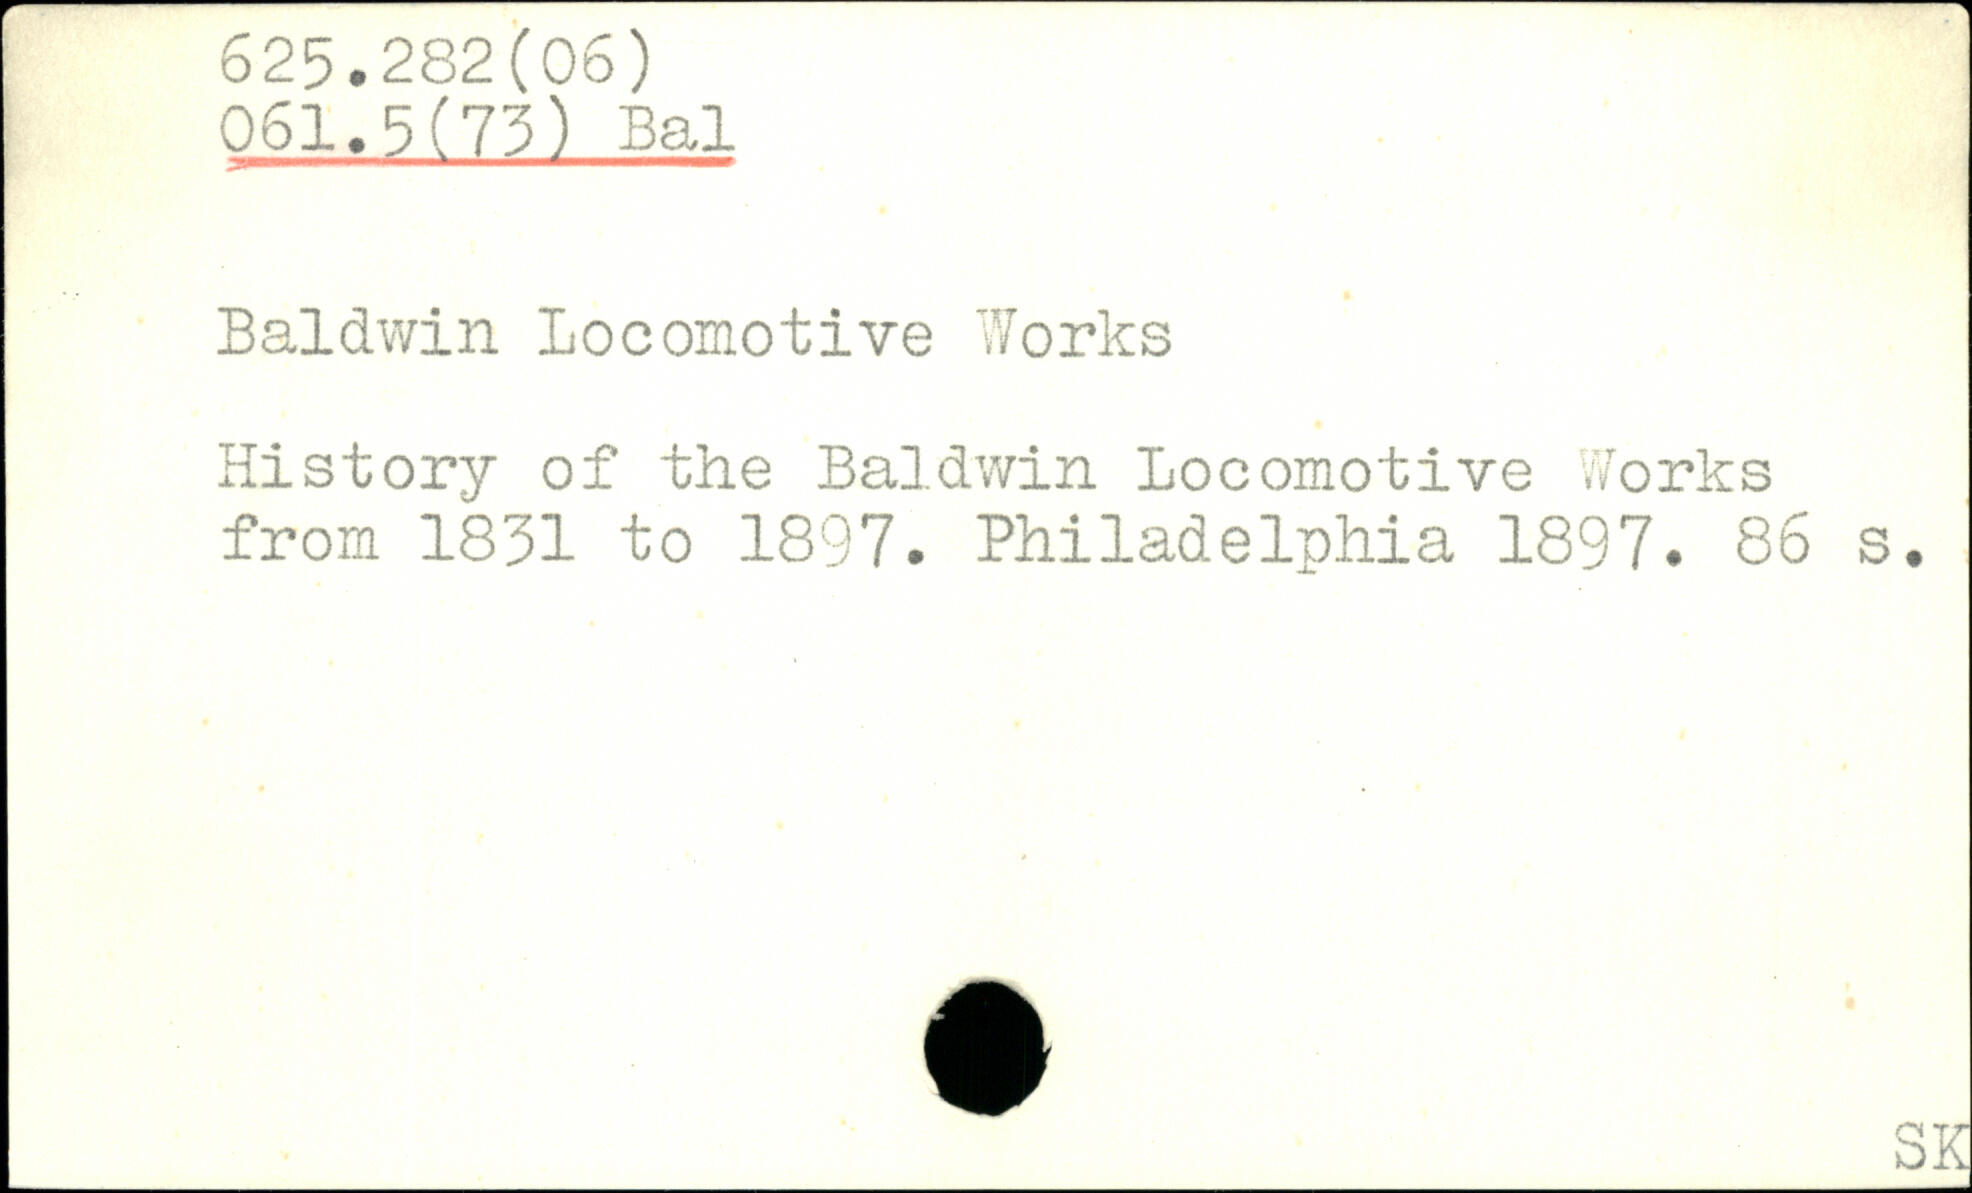 625.282(06)
061.5(73) Bal
Baldwin Locomotive Works
History of the Baldwin Locomotive Works
from 1831 to 1897. Philadelphia 1897. 86 s.
SK